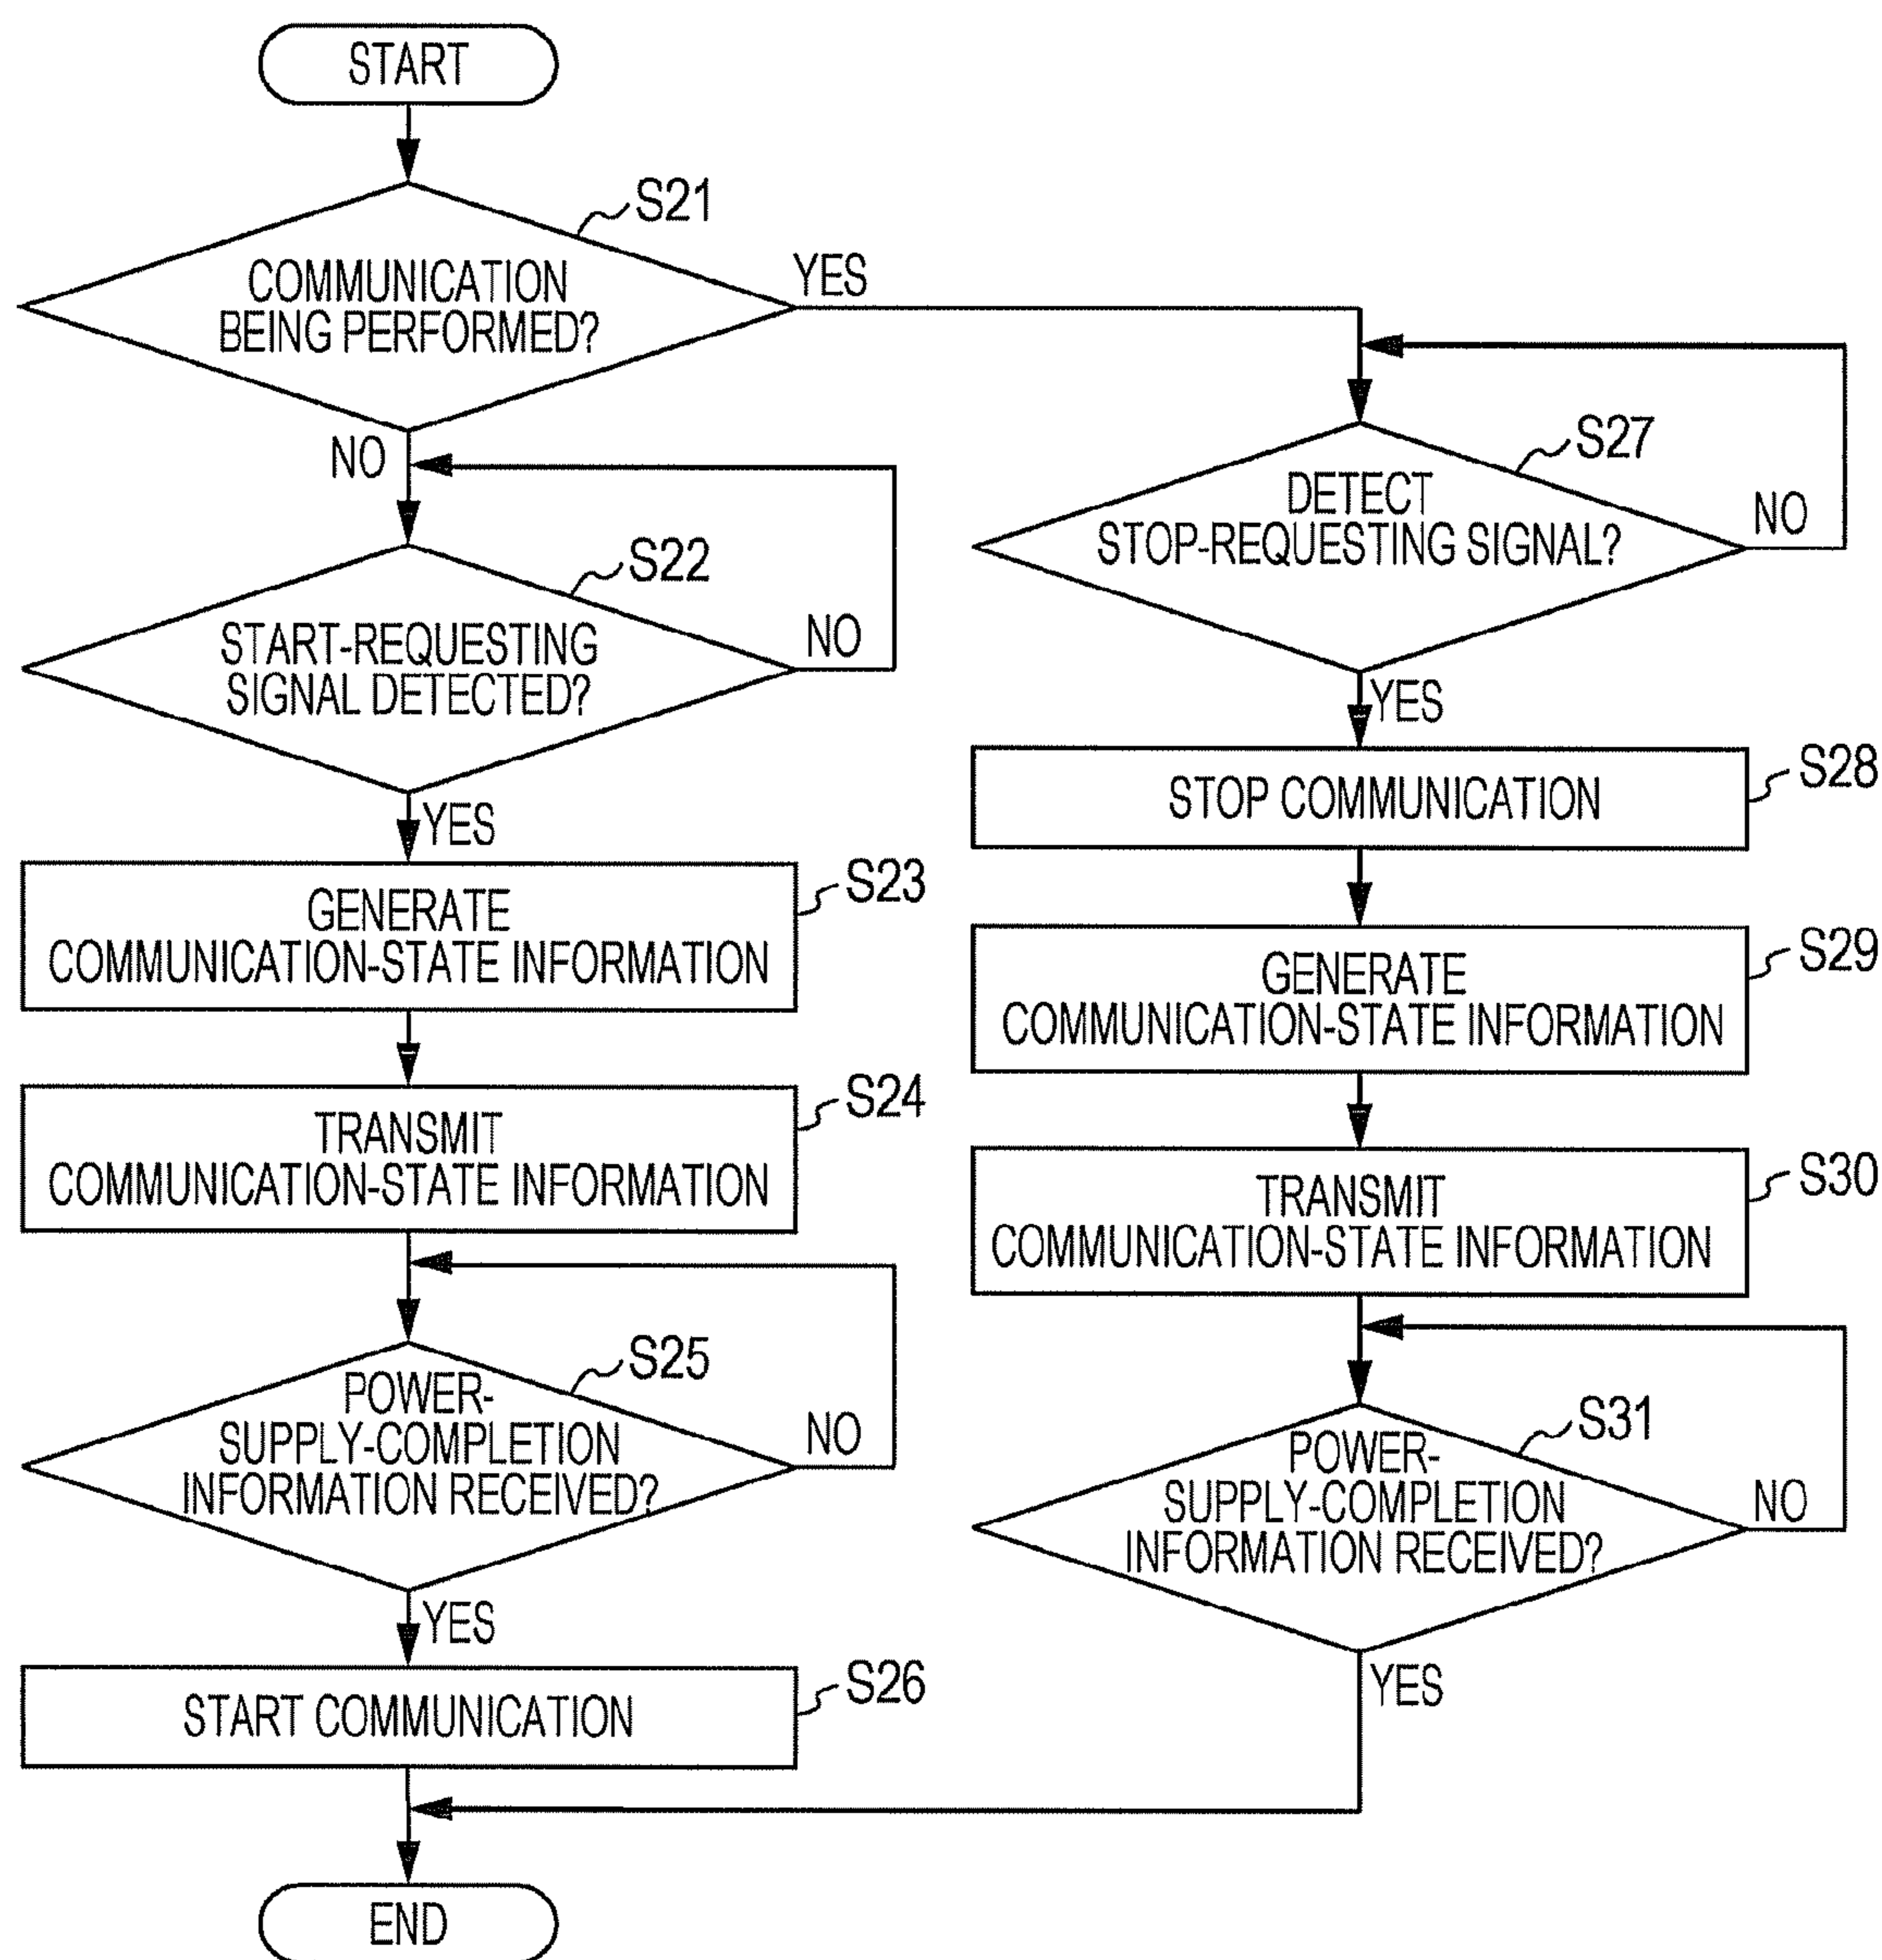 START
S21
COMMUNICATION
BEING PERFORMED?
YES
NO
S22
START-REQUESTING
SIGNAL DETECTED?
NO
YES
S23
GENERATE
COMMUNICATION-STATE INFORMATION
S24
TRANSMIT
COMMUNICATION-STATE INFORMATION
S25
POWER-
SUPPLY-COMPLETION
INFORMATION RECEIVED?
NO
YES
S26
START COMMUNICATION
END
S27
DETECT
STOP-REQUESTING SIGNAL?
NO
YES
S28
STOP COMMUNICATION
S29
GENERATE
COMMUNICATION-STATE INFORMATION
S30
TRANSMIT
COMMUNICATION-STATE INFORMATION
S31
POWER-
SUPPLY-COMPLETION
INFORMATION RECEIVED?
NO
YES